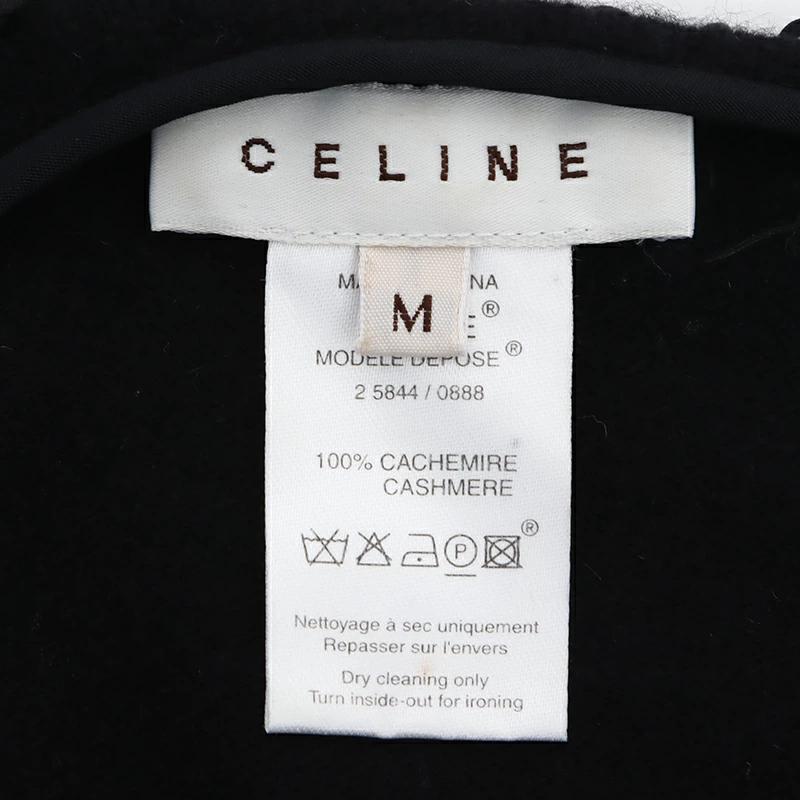 CELINE
M
MODELE DEPOSE ®
2 5844 / 0888
100% CACHEMIRE
CASHMERE
P
®
Nettoyage à sec uniquement
Repasser sur l'envers
Dry cleaning only
Turn inside-out for ironing